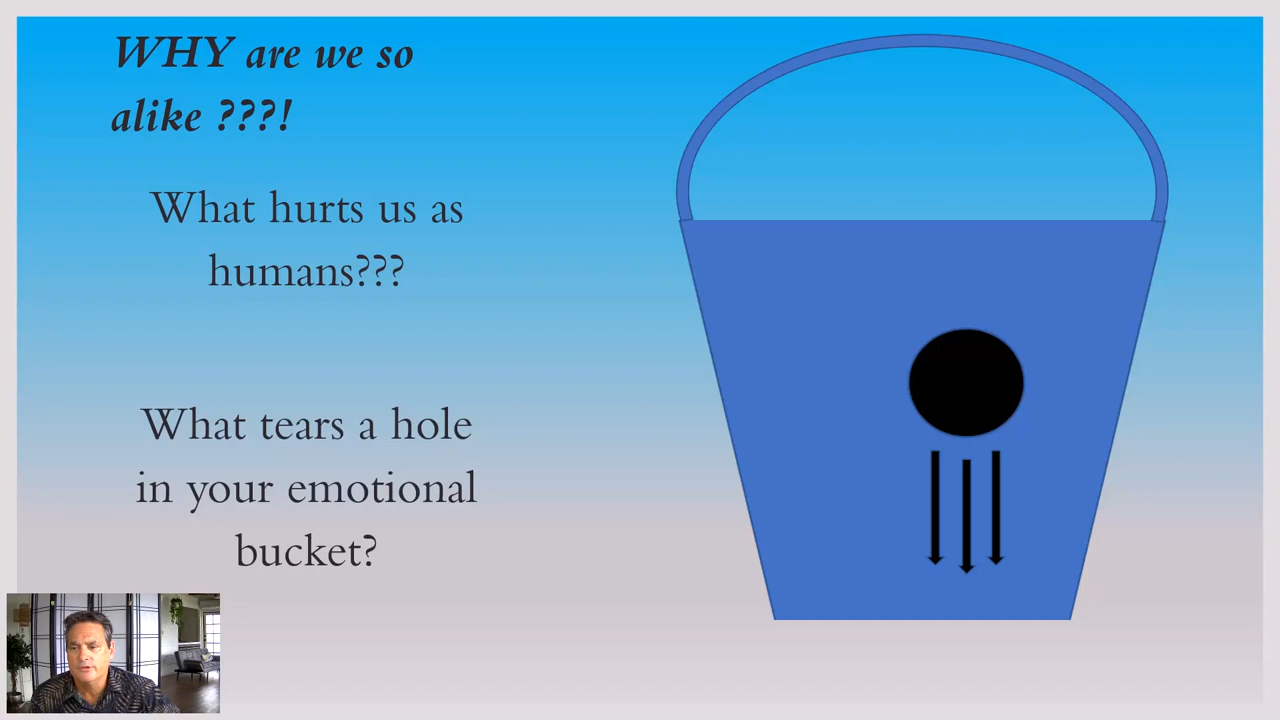 WHY are we so
alike ???!
What hurts us as
humans???
What tears a hole
in your emotional
bucket?